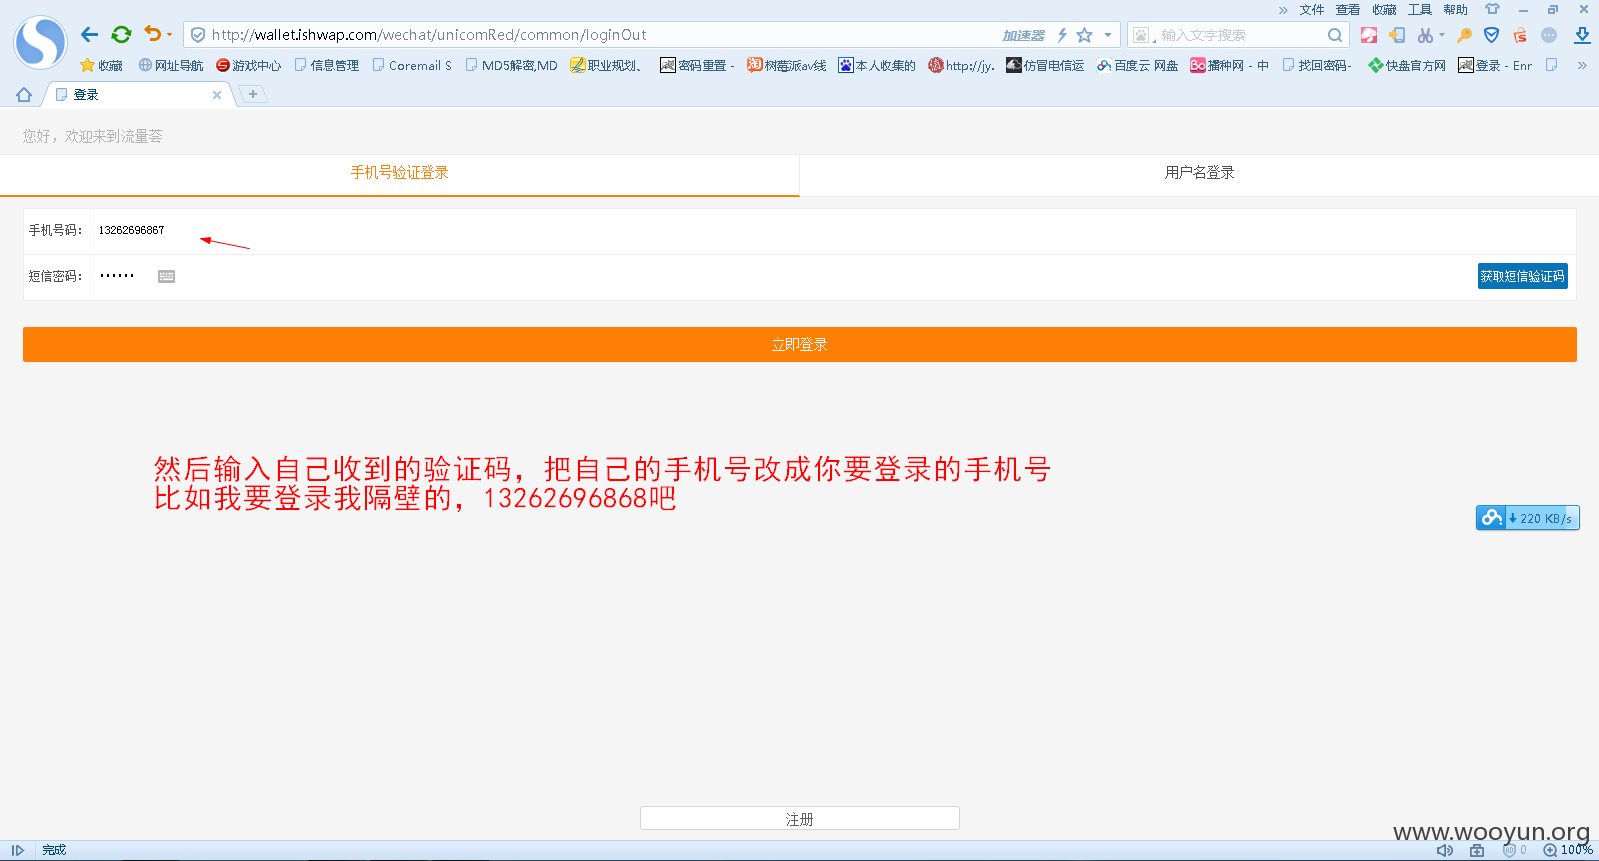 » 文件 查看 收藏 工具 帮助
http://wallet.ishwap.com/wechat/unicomRed/common/loginOut 加速器 输入文字搜索
收藏 网址导航 游戏中心 信息管理 Coremail S MD5解密,MD 职业规划、 密码重置 - 树莓派av线 本人收集的 http://jy. 仿冒电信运 百度云 网盘 播种网 - 中 找回密码- 快盘官方网 登录 - Enr »
登录
您好，欢迎来到流量荟
手机号验证登录 用户名登录
手机号码： 13262696867
短信密码： •••••• 获取短信验证码
立即登录
然后输入自己收到的验证码，把自己的手机号改成你要登录的手机号
比如我要登录我隔壁的，13262696868吧
220 KB/s
注册
www.wooyun.org
完成 0 100%